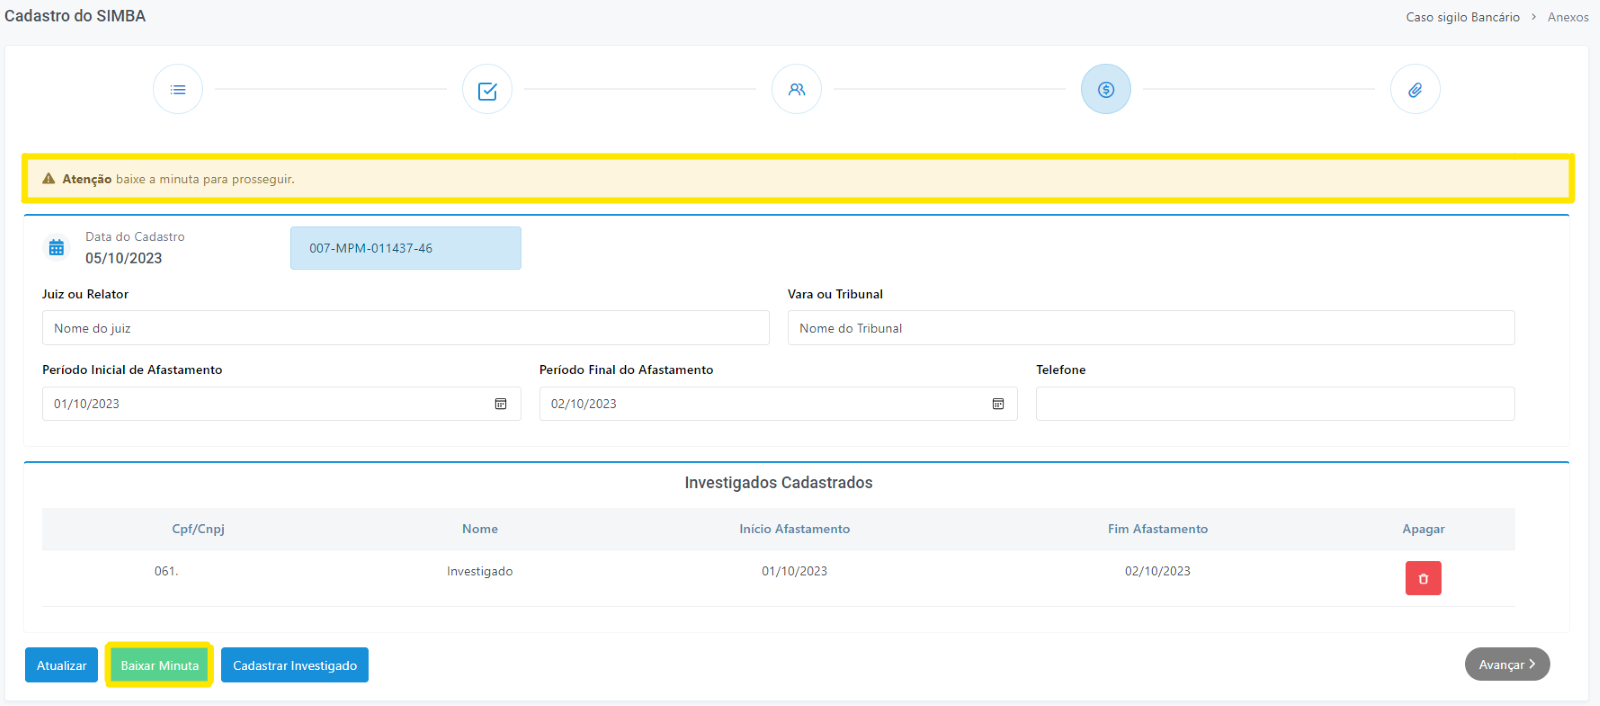 Cadastro do SIMBA
Caso sigilo Bancário > Anexos
Atenção baixe a minuta para prosseguir.
Data do Cadastro
05/10/2023
007-MPM-011437-46
Juiz ou Relator
Vara ou Tribunal
Nome do juiz
Nome do Tribunal
Período Inicial de Afastamento
Período Final do Afastamento
Telefone
01/10/2023
02/10/2023
Investigados Cadastrados
Cpf/Cnpj Nome Início Afastamento Fim Afastamento Apagar
061. Investigado 01/10/2023 02/10/2023
Atualizar
Baixar Minuta
Cadastrar Investigado
Avançar >